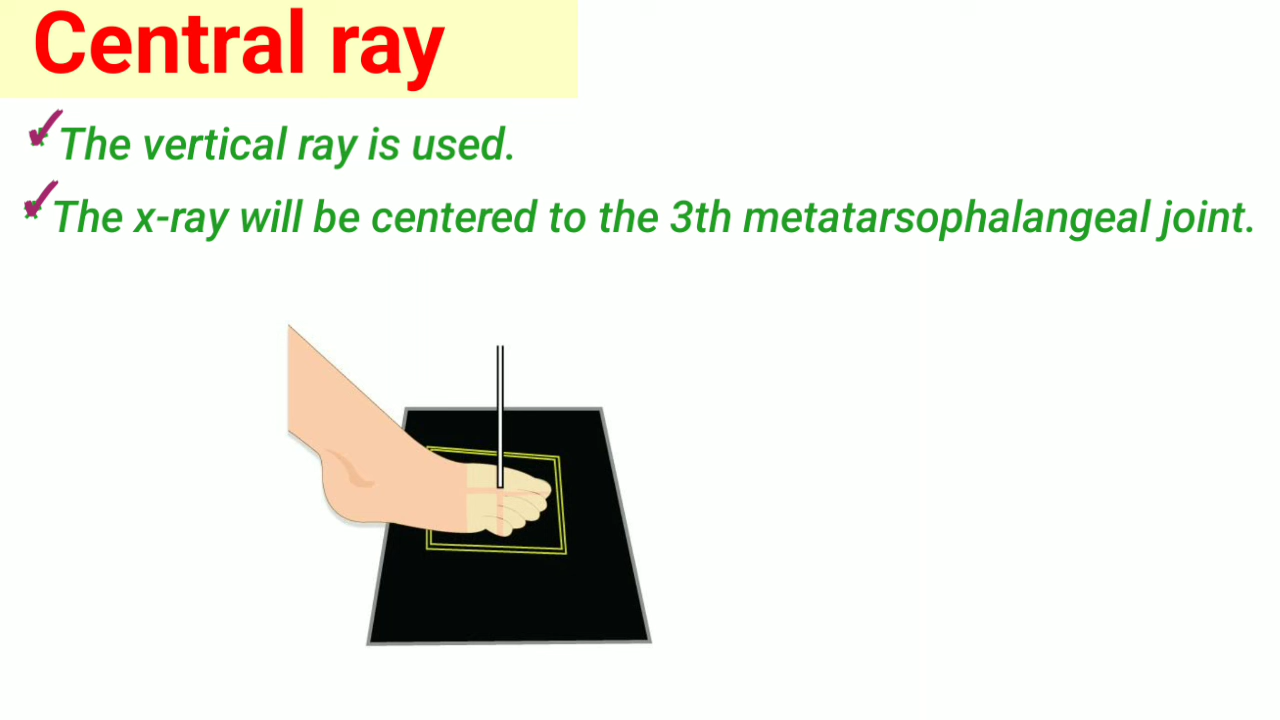 Central ray
The vertical ray is used.
The x-ray will be centered to the 3th metatarsophalangeal joint.